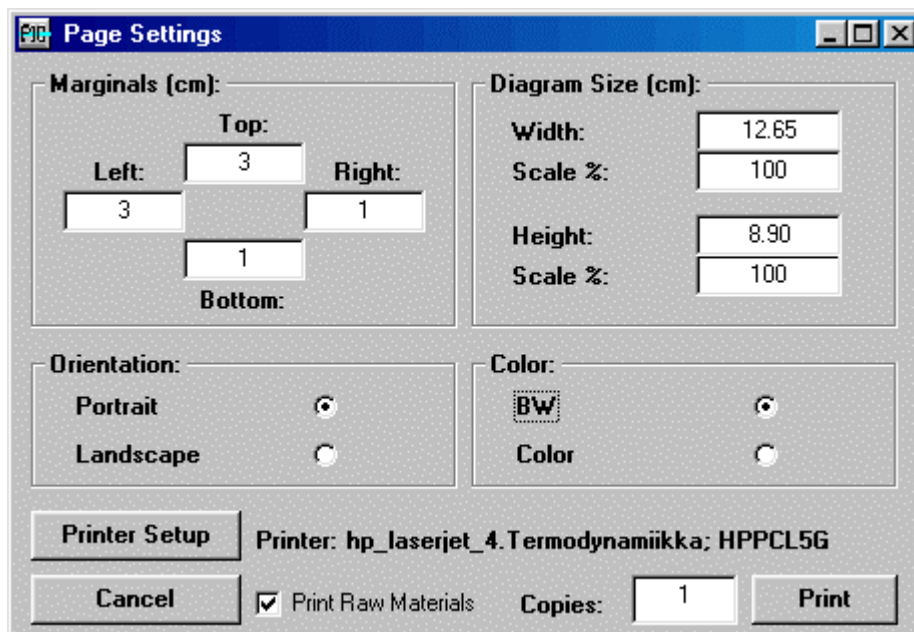 PIC Page Settings
Marginals (cm):
Top:
3
Left:
3
Right:
1
1
Bottom:
Diagram Size (cm):
Width: 12.65
Scale %: 100
Height: 8.90
Scale %: 100
Orientation:
Portrait
Landscape
Color:
BW
Color
Printer Setup
Printer: hp_laserjet_4.Termodynamiikka; HPPCL5G
Cancel
Print Raw Materials
Copies: 1
Print